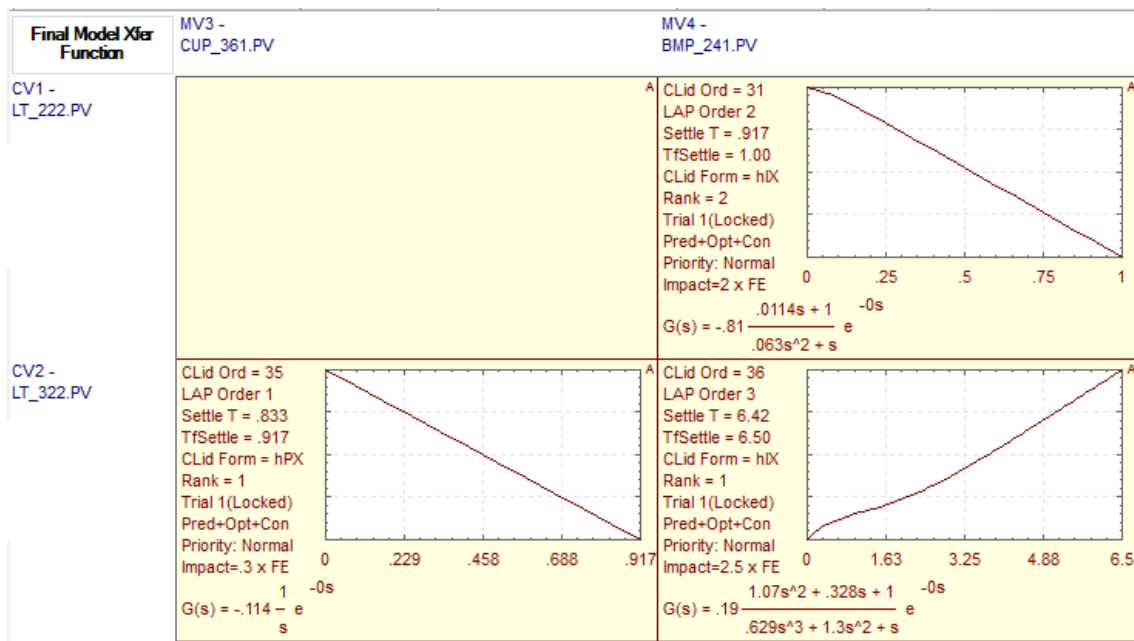 Final Model Xfer
Function
MV3 -
CUP_361.PV
MV4 -
BMP_241.PV
CV1 -
LT_222.PV
A
CLid Ord = 31
LAP Order 2
Settle T = .917
TfSettle = 1.00
CLid Form = hIX
Rank = 2
Trial 1(Locked)
Pred+Opt+Con
Priority: Normal
Impact=2 x FE
A
0 .25 .5 .75 1
.0114s + 1
-0s
G(s) = -.81
e
.063s^2 + s
CV2 -
LT_322.PV
CLid Ord = 35
LAP Order 1
Settle T = .833
TfSettle = .917
CLid Form = hPX
Rank = 1
Trial 1(Locked)
Pred+Opt+Con
Priority: Normal
Impact=.3 x FE
A
0 .229 .458 .688 .917
1
-0s
G(s) = -.114
e
s
CLid Ord = 36
LAP Order 3
Settle T = 6.42
TfSettle = 6.50
CLid Form = hIX
Rank = 1
Trial 1(Locked)
Pred+Opt+Con
Priority: Normal
Impact=2.5 x FE
A
0 1.63 3.25 4.88 6.5
1.07s^2 + .328s + 1
-0s
G(s) = .19
e
.629s^3 + 1.3s^2 + s